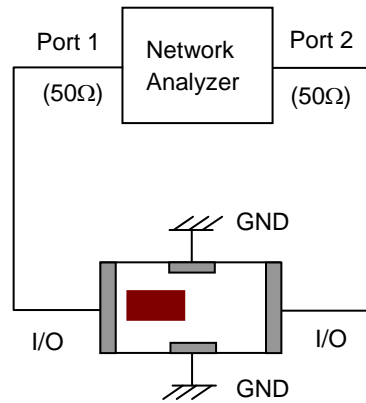 Port 1
Network
Analyzer
Port 2
(50Ω)
(50Ω)
GND
I/O
I/O
GND